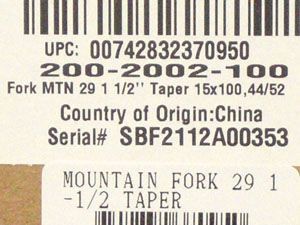 UPC: 00742832370950
200-2002-100
Fork MTN 29 1 1/2'' Taper 15x100,44/52
Country of Origin:China
Serial# SBF2112A00353
MOUNTAIN FORK 29 1
-1/2 TAPER